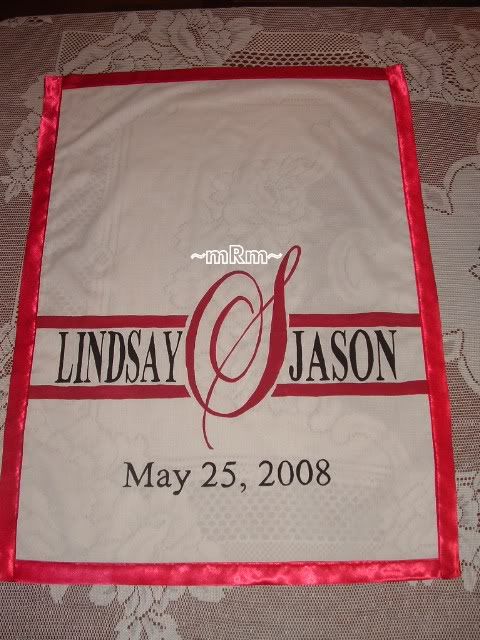 ~mRm~
LINDSAY S JASON
May 25, 2008